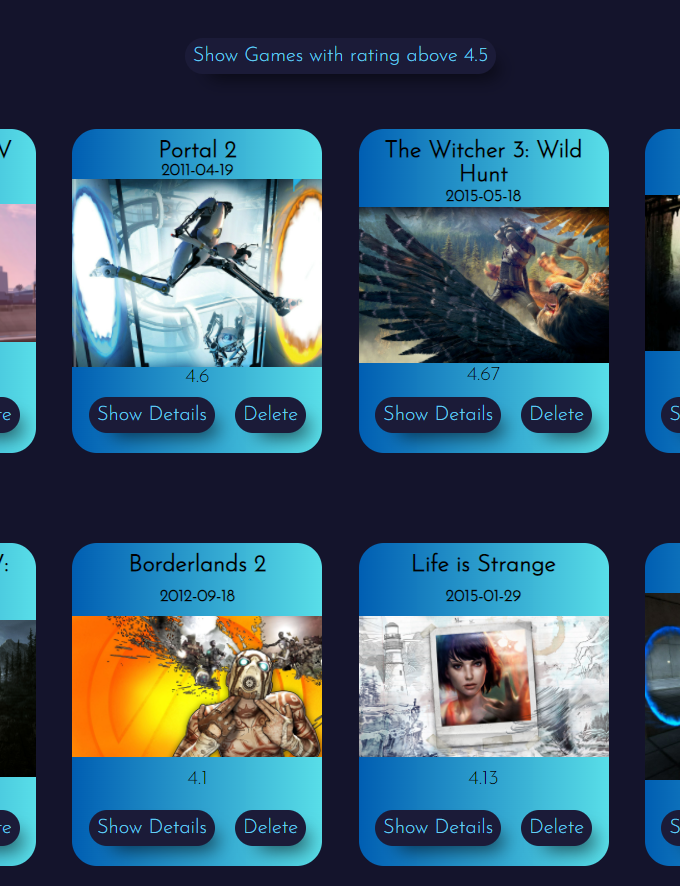 Show Games with rating above 4.5
V
Portal 2
2011-04-19
4.6
Show Details
Delete
The Witcher 3: Wild
Hunt
2015-05-18
4.67
Show Details
Delete
S
V:
Borderlands 2
2012-09-18
4.1
Show Details
Delete
Life is Strange
2015-01-29
4.13
Show Details
Delete
S